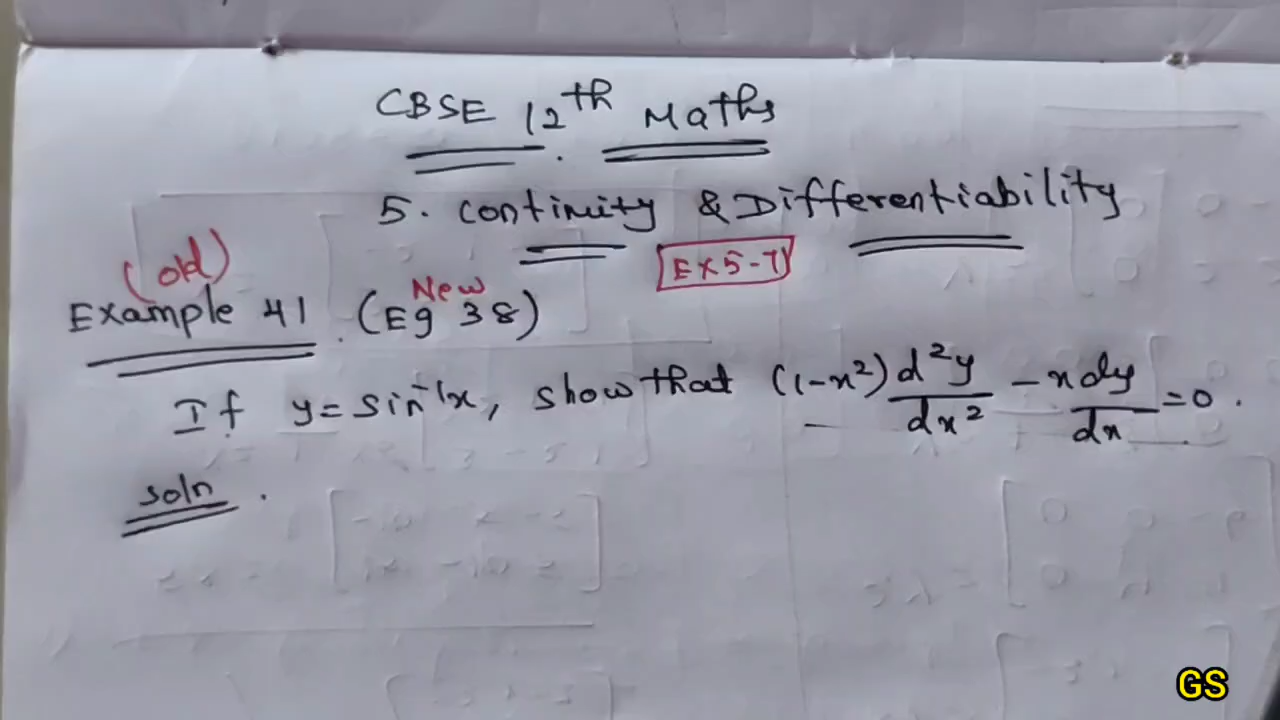 CBSE 12th Maths
5. Continuity & Differentiability
(old) New EX 5-7
Example 41. (Eg 38)
If y = sin⁻¹x, show that (1-x²) d²y/dx² - x dy/dx = 0.
Soln.
GS